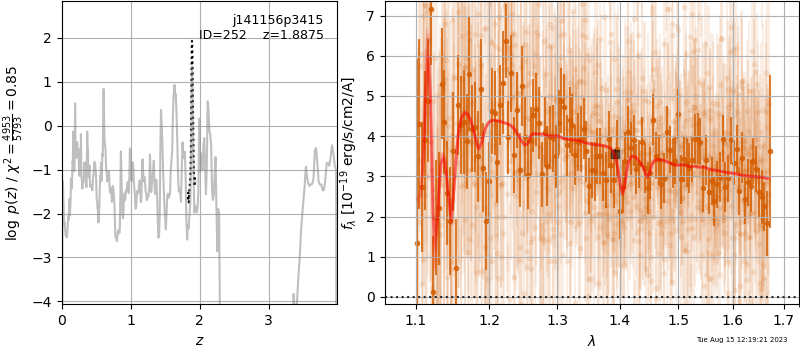 j141156p3415
ID=252 z=1.8875
log p(z) / χ² = 4953/5793 = 0.85
2
1
0
−1
−2
−3
−4
0 1 2 3
z
fλ [10⁻¹⁹ erg/s/cm2/A]
7
6
5
4
3
2
1
0
1.1 1.2 1.3 1.4 1.5 1.6 1.7
λ
Tue Aug 15 12:19:21 2023